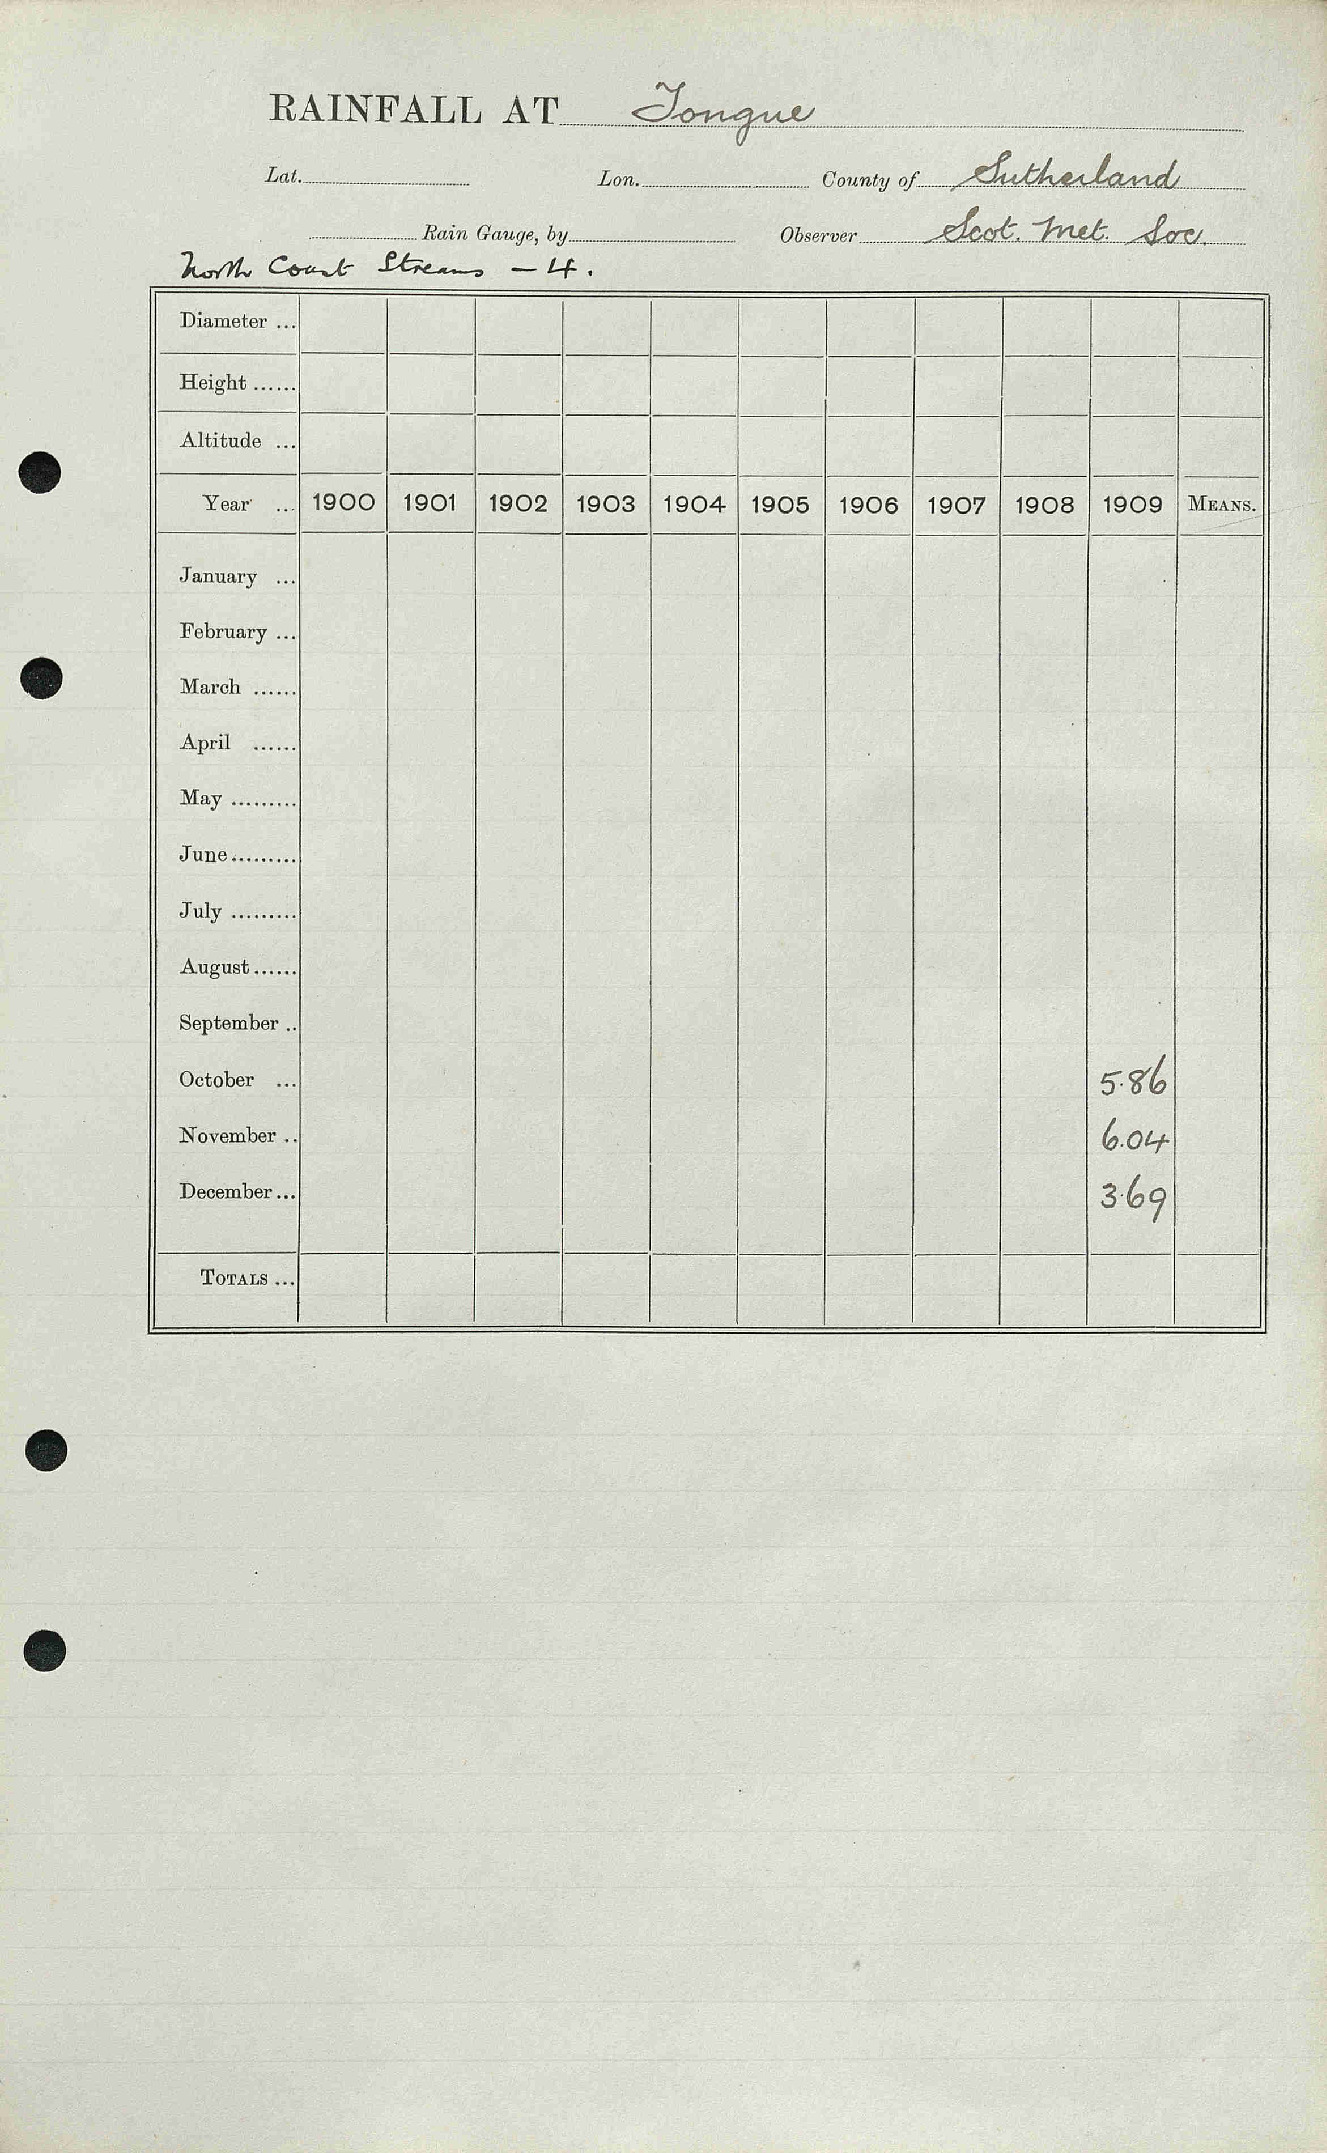 RAINFALL AT Tongue
Lat. Lon. County of Sutherland
Rain Gauge, by Observer Scot. Met. Soc.
North Coast Streams - 4.
Diameter ...
Height ......
Altitude ...
Year ... 1900 1901 1902 1903 1904 1905 1906 1907 1908 1909 MEANS.
January ...
February ...
March ......
April ......
May .........
June .........
July .........
August ......
September ..
October ... 5.86
November .. 6.04
December ... 3.69
TOTALS ...